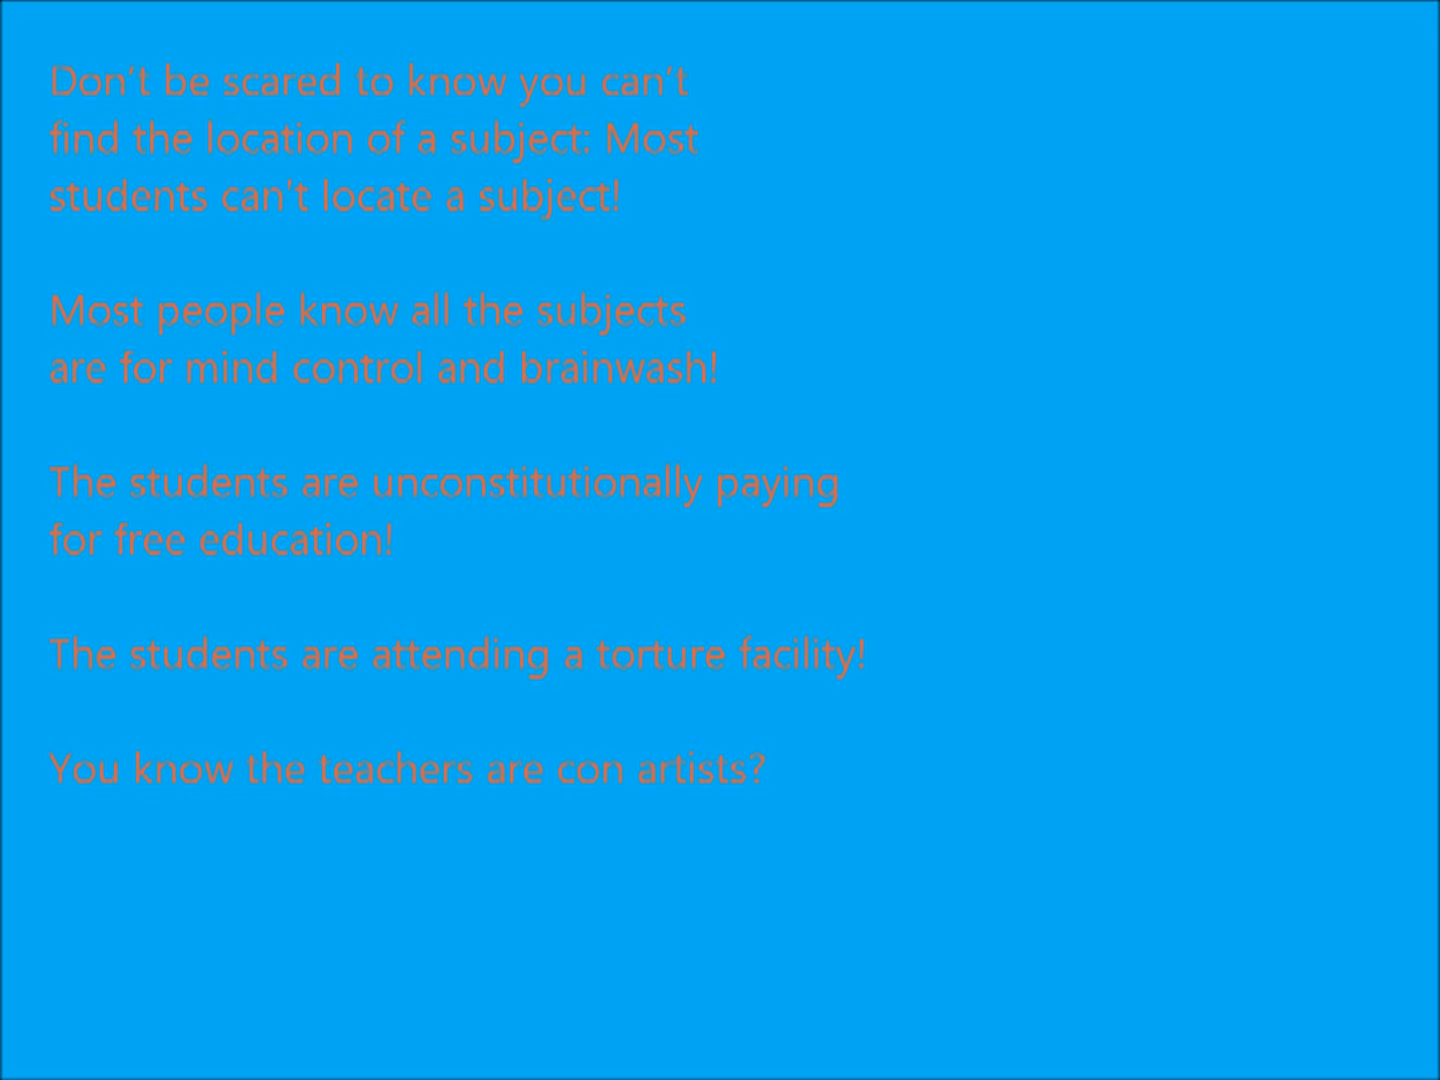 Don't be scared to know you can't
find the location of a subject: Most
students can't locate a subject!
Most people know all the subjects
are for mind control and brainwash!
The students are unconstitutionally paying
for free education!
The students are attending a torture facility!
You know the teachers are con artists?